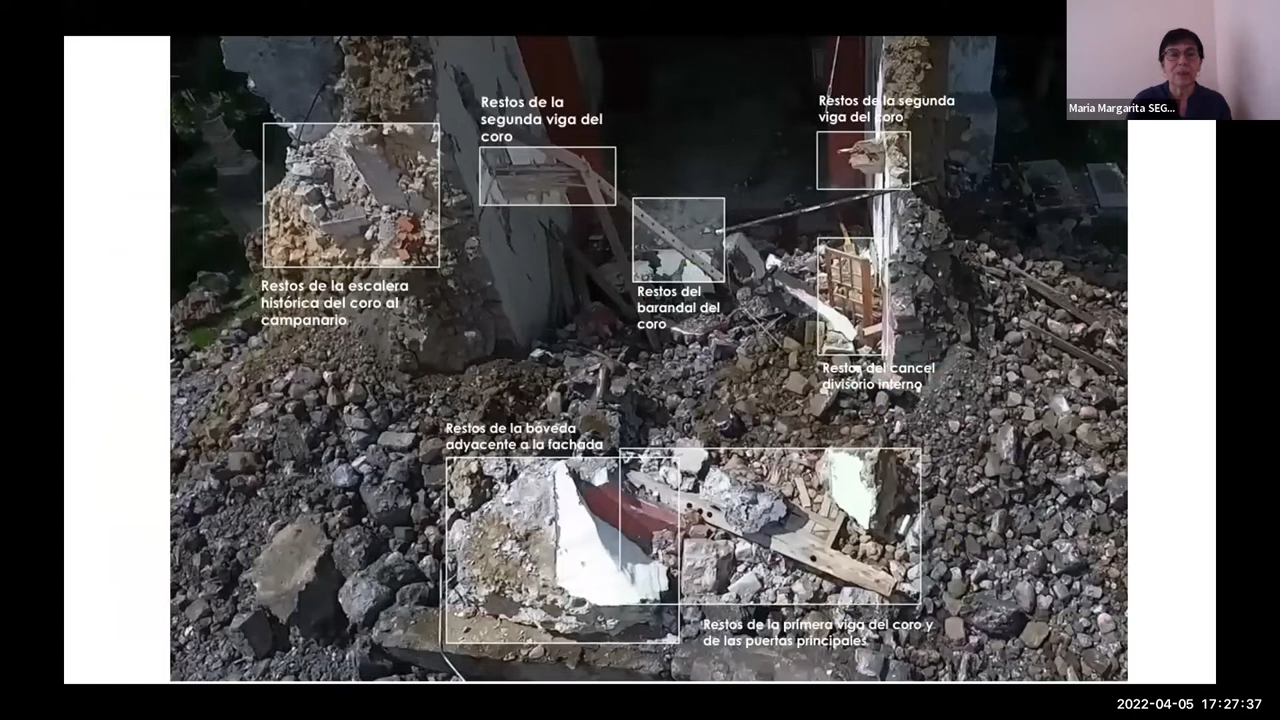 Restos de la
segunda viga del
coro
Restos de la segunda
viga del coro
Maria Margarita SEG...
Restos de la escalera
histórica del coro al
campanario
Restos del
barandal del
coro
Restos del cancel
divisorio interno
Restos de la bóveda
adyacente a la fachada
Restos de la primera viga del coro y
de las puertas principales
2022-04-05 17:27:37